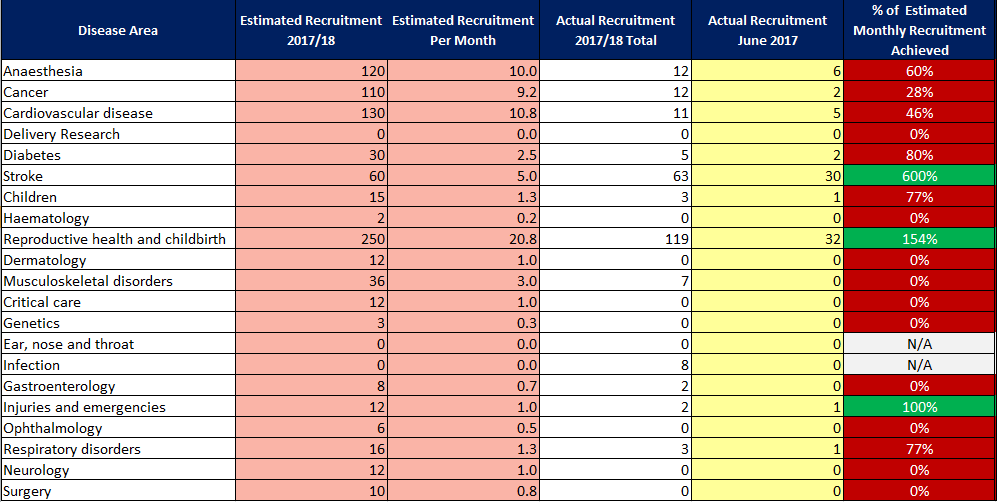 Disease Area | Estimated Recruitment 2017/18 | Estimated Recruitment Per Month | Actual Recruitment 2017/18 Total | Actual Recruitment June 2017 | % of Estimated Monthly Recruitment Achieved
Anaesthesia 120 10.0 12 6 60%
Cancer 110 9.2 12 2 28%
Cardiovascular disease 130 10.8 11 5 46%
Delivery Research 0 0.0 0 0 0%
Diabetes 30 2.5 5 2 80%
Stroke 60 5.0 63 30 600%
Children 15 1.3 3 1 77%
Haematology 2 0.2 0 0 0%
Reproductive health and childbirth 250 20.8 119 32 154%
Dermatology 12 1.0 0 0 0%
Musculoskeletal disorders 36 3.0 7 0 0%
Critical care 12 1.0 0 0 0%
Genetics 3 0.3 0 0 0%
Ear, nose and throat 0 0.0 0 0 N/A
Infection 0 0.0 8 0 N/A
Gastroenterology 8 0.7 2 0 0%
Injuries and emergencies 12 1.0 2 1 100%
Ophthalmology 6 0.5 0 0 0%
Respiratory disorders 16 1.3 3 1 77%
Neurology 12 1.0 0 0 0%
Surgery 10 0.8 0 0 0%